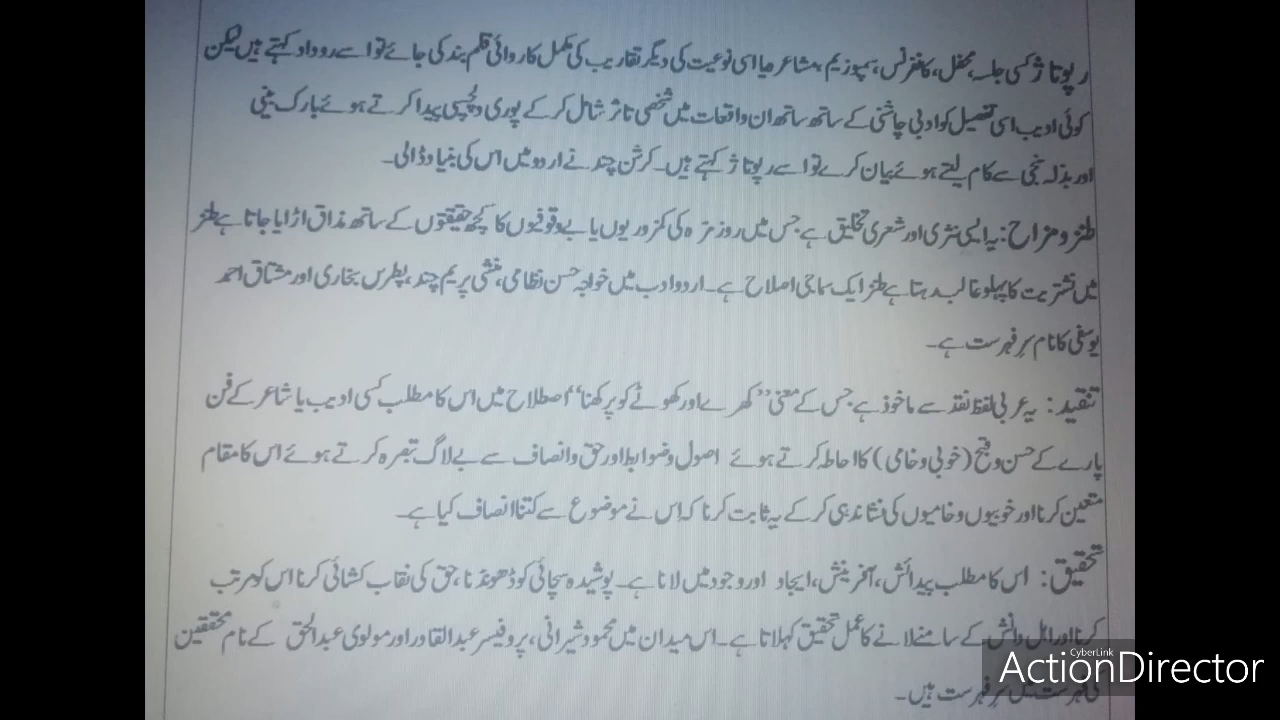 رپوتاژ کسی جلسہ، محفل، کانفرنس، سمپوزیم، مشاعرہ یا اسی نوعیت کی دیگر تقاریب کی مکمل کاروائی قلم بند کی جائے تو اسے روداد کہتے ہیں لیکن
کوئی ادیب اسی تفصیل کو ادبی چاشنی کے ساتھ ساتھ ان واقعات میں شخصی تاثر شامل کر کے پوری دلچسپی پیدا کرتے ہوئے بارک بینی
اور بذلہ سنجی سے کام لیتے ہوئے بیان کرے تو اسے رپوتاژ کہتے ہیں۔ کرشن چند نے اردو میں اس کی بنیاد ڈالی۔
طنز و مزاح: یہ ایسی نثری اور شعری تخلیق ہے جس میں روز مرّہ کی کمزوریوں یا بے وقوفیوں کا کچھ حقیقتوں کے ساتھ مذاق اڑایا جاتا ہے طنز
میں نشتریت کا پہلو غالب رہتا ہے طنز ایک سماجی اصلاح ہے۔ اردو ادب میں خواجہ حسن نظامی، منشی پریم چند، پطرس بخاری اور مشتاق احمد
یوسفی کا نام سرِ فہرست ہے۔
تنقید: یہ عربی لفظ نقد سے ماخوذ ہے جس کے معنی ”کھرے اور کھوٹے کو پرکھنا“ اصطلاح میں اس کا مطلب کسی ادیب یا شاعر کے فن
پارے کے حسن و قبح (خوبی و خامی) کا احاطہ کرتے ہوئے اصول و ضوابط اور حق و انصاف سے بے لاگ تبصرہ کرتے ہوئے اس کا مقام
متعین کرنا اور خوبیوں و خامیوں کی نشاندہی کر کے یہ ثابت کرنا کہ اس نے موضوع سے کتنا انصاف کیا ہے۔
تخلیق: اس کا مطلب پیدائش، آفرینش، ایجاد اور وجود میں لانا ہے۔ پوشیدہ سچائی کو ڈھونڈنا، حق کی نقاب کشائی کرنا اس کو مرتب
کرنا اور اہل دانش کے سامنے لانے کا عمل تحقیق کہلاتا ہے۔ اس میدان میں محمود شیرانی، پروفیسر عبدالقادر اور مولوی عبدالحق کے نام محققین
کی فہرست میں سرِ فہرست ہیں۔
CyberLink
ActionDirector